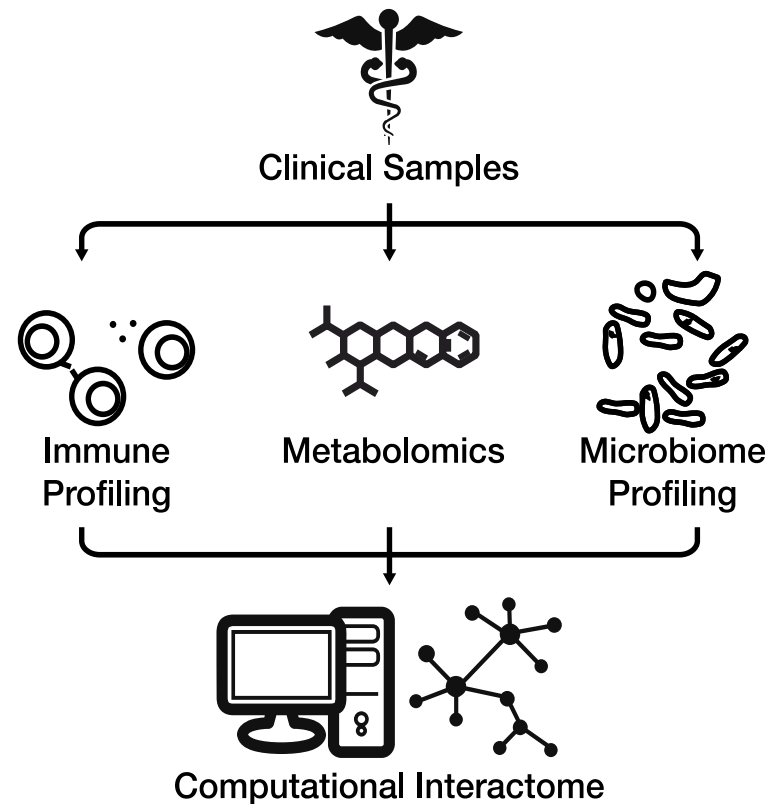 Clinical Samples
Immune
Profiling
Metabolomics
Microbiome
Profiling
Computational Interactome